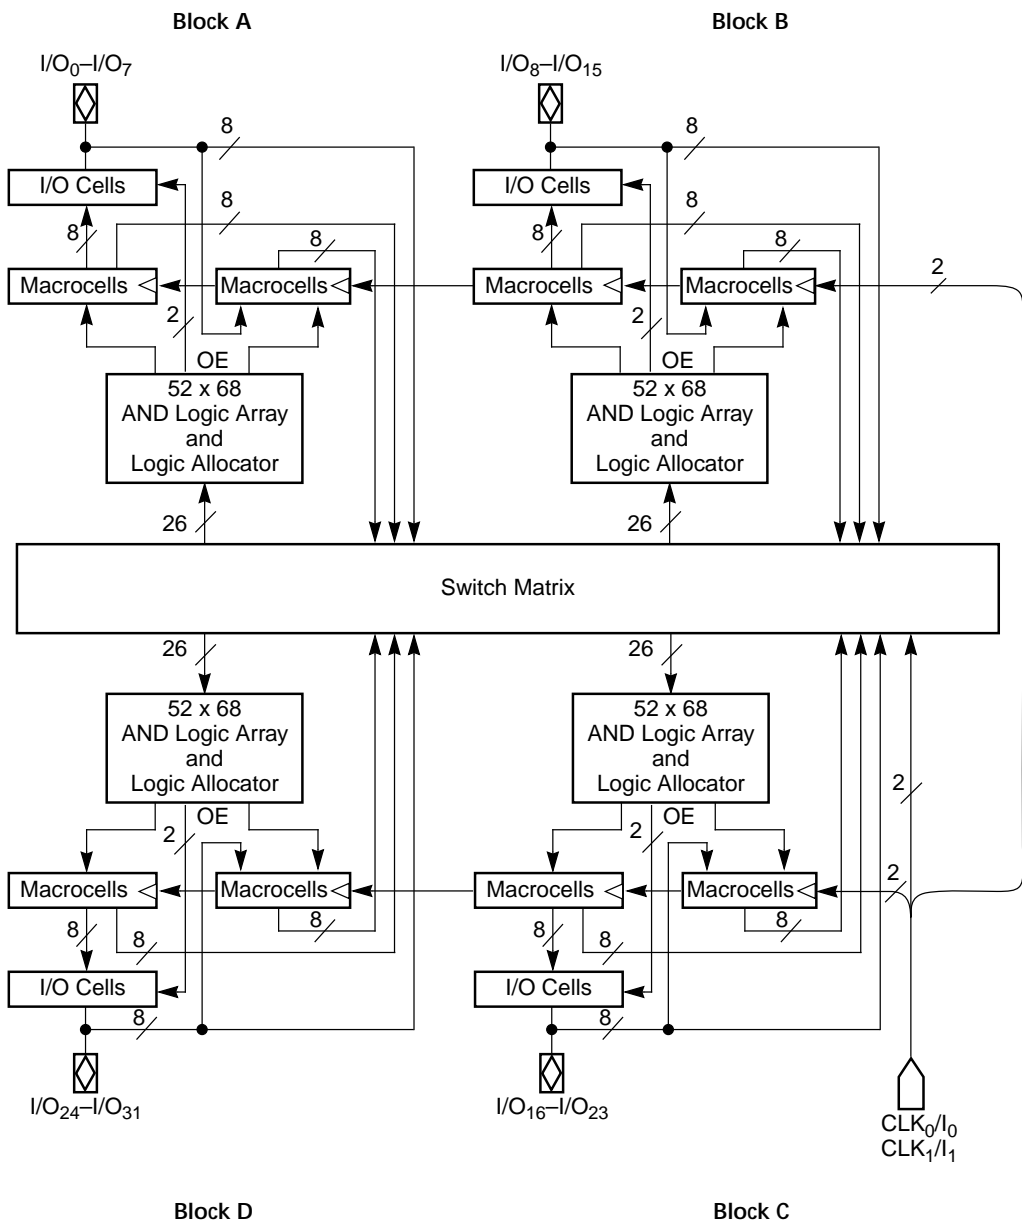 Block A
Block B
I/O0–I/O7
I/O8–I/O15
8
8
I/O Cells
I/O Cells
8
8
8
8
8
8
Macrocells
Macrocells
Macrocells
Macrocells
2
2
2
OE
OE
52 x 68
AND Logic Array
and
Logic Allocator
52 x 68
AND Logic Array
and
Logic Allocator
26
26
Switch Matrix
26
26
52 x 68
AND Logic Array
and
Logic Allocator
52 x 68
AND Logic Array
and
Logic Allocator
2
OE
OE
2
2
Macrocells
Macrocells
Macrocells
Macrocells
2
8
8
8
8
8
8
I/O Cells
I/O Cells
8
8
I/O24–I/O31
I/O16–I/O23
CLK0/I0
CLK1/I1
Block D
Block C